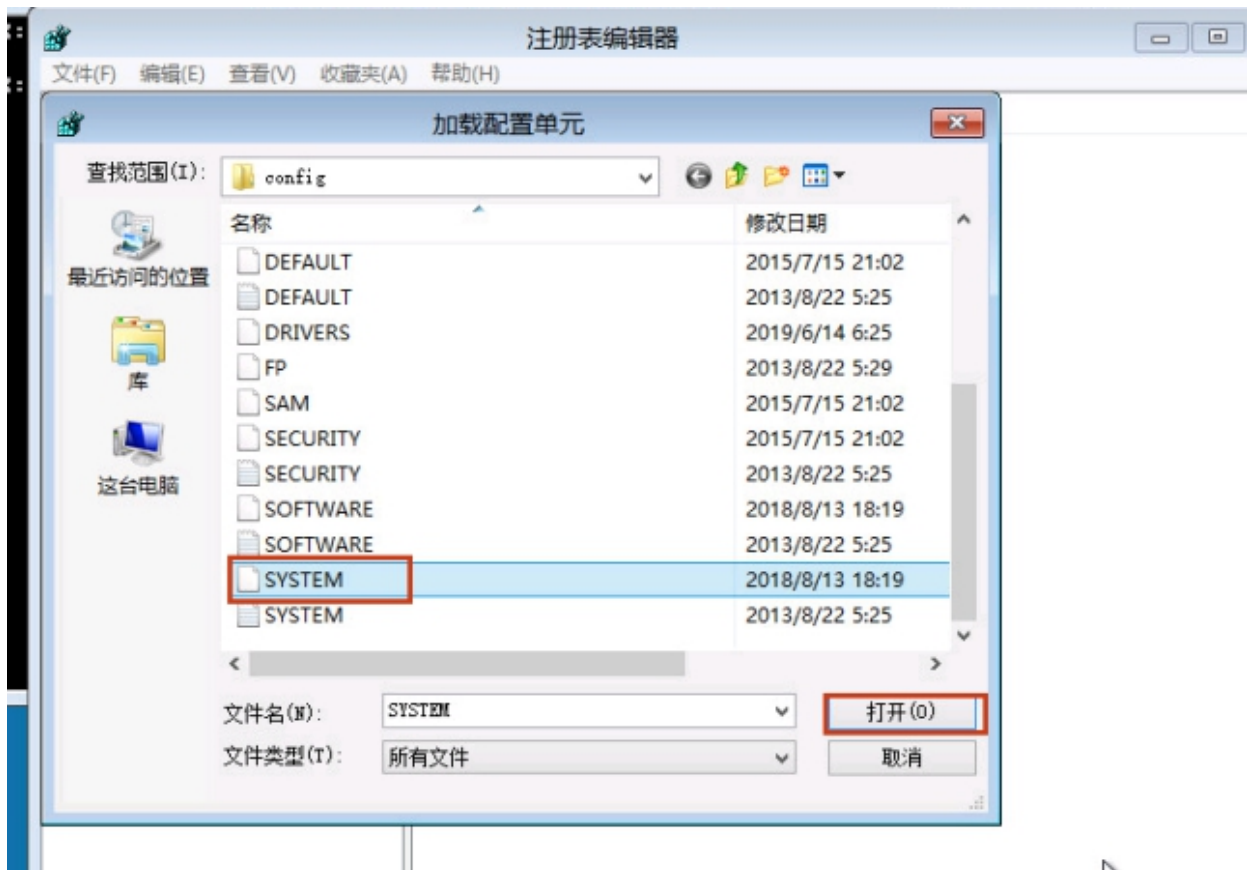 注册表编辑器
文件(F) 编辑(E) 查看(V) 收藏夹(A) 帮助(H)
加载配置单元
查找范围(I): config
名称 修改日期
DEFAULT 2015/7/15 21:02
DEFAULT 2013/8/22 5:25
DRIVERS 2019/6/14 6:25
FP 2013/8/22 5:29
SAM 2015/7/15 21:02
SECURITY 2015/7/15 21:02
SECURITY 2013/8/22 5:25
SOFTWARE 2018/8/13 18:19
SOFTWARE 2013/8/22 5:25
SYSTEM 2018/8/13 18:19
SYSTEM 2013/8/22 5:25
最近访问的位置
库
这台电脑
文件名(N): SYSTEM 打开(O)
文件类型(T): 所有文件 取消